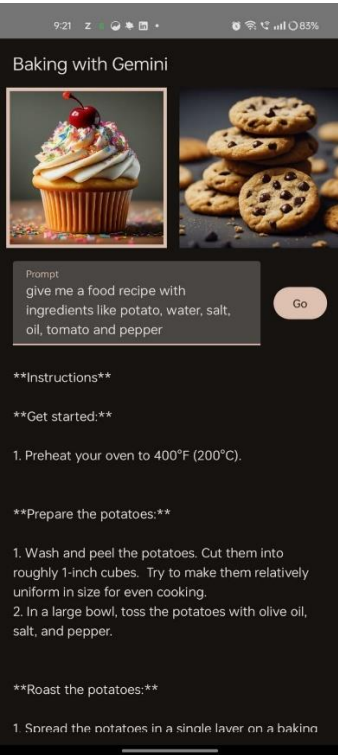 9:21 Z
83%
Baking with Gemini
Prompt
give me a food recipe with
ingredients like potato, water, salt,
oil, tomato and pepper
Go
**Instructions**
**Get started:**
1. Preheat your oven to 400°F (200°C).
**Prepare the potatoes:**
1. Wash and peel the potatoes. Cut them into
roughly 1-inch cubes. Try to make them relatively
uniform in size for even cooking.
2. In a large bowl, toss the potatoes with olive oil,
salt, and pepper.
**Roast the potatoes:**
1. Spread the potatoes in a single layer on a baking